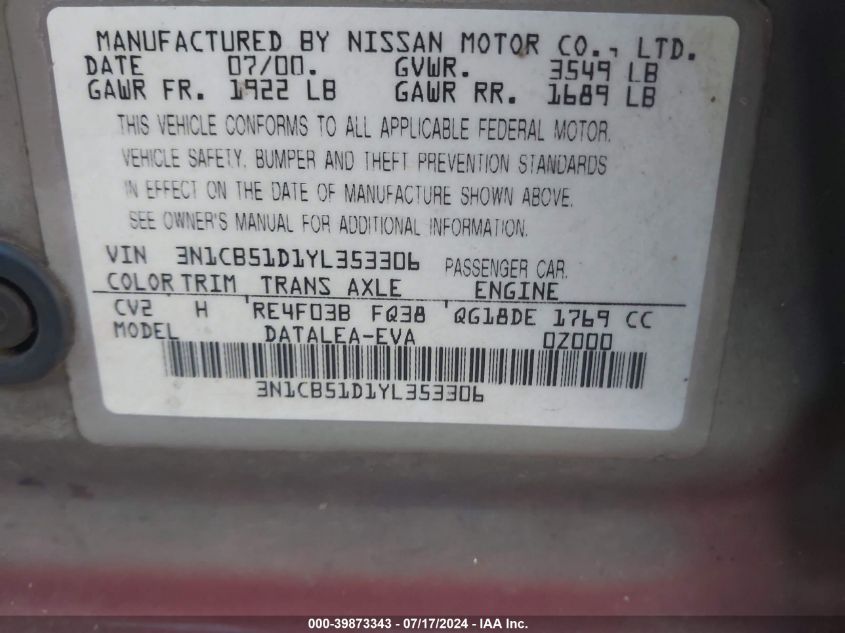 MANUFACTURED BY NISSAN MOTOR CO., LTD.
DATE 07/00. GVWR. 3549 LB
GAWR FR. 1922 LB GAWR RR. 1689 LB
THIS VEHICLE CONFORMS TO ALL APPLICABLE FEDERAL MOTOR.
VEHICLE SAFETY, BUMPER AND THEFT PREVENTION STANDARDS
IN EFFECT ON THE DATE OF MANUFACTURE SHOWN ABOVE.
SEE OWNER'S MANUAL FOR ADDITIONAL INFORMATION.
VIN 3N1CB51D1YL353306 PASSENGER CAR.
COLOR TRIM TRANS AXLE ENGINE
CV2 H RE4F03B FQ38 QG18DE 1769 CC
MODEL DATALEA-EVA 0Z000
3N1CB51D1YL353306
000-39873343 / 07/17/2024 - IAA Inc.